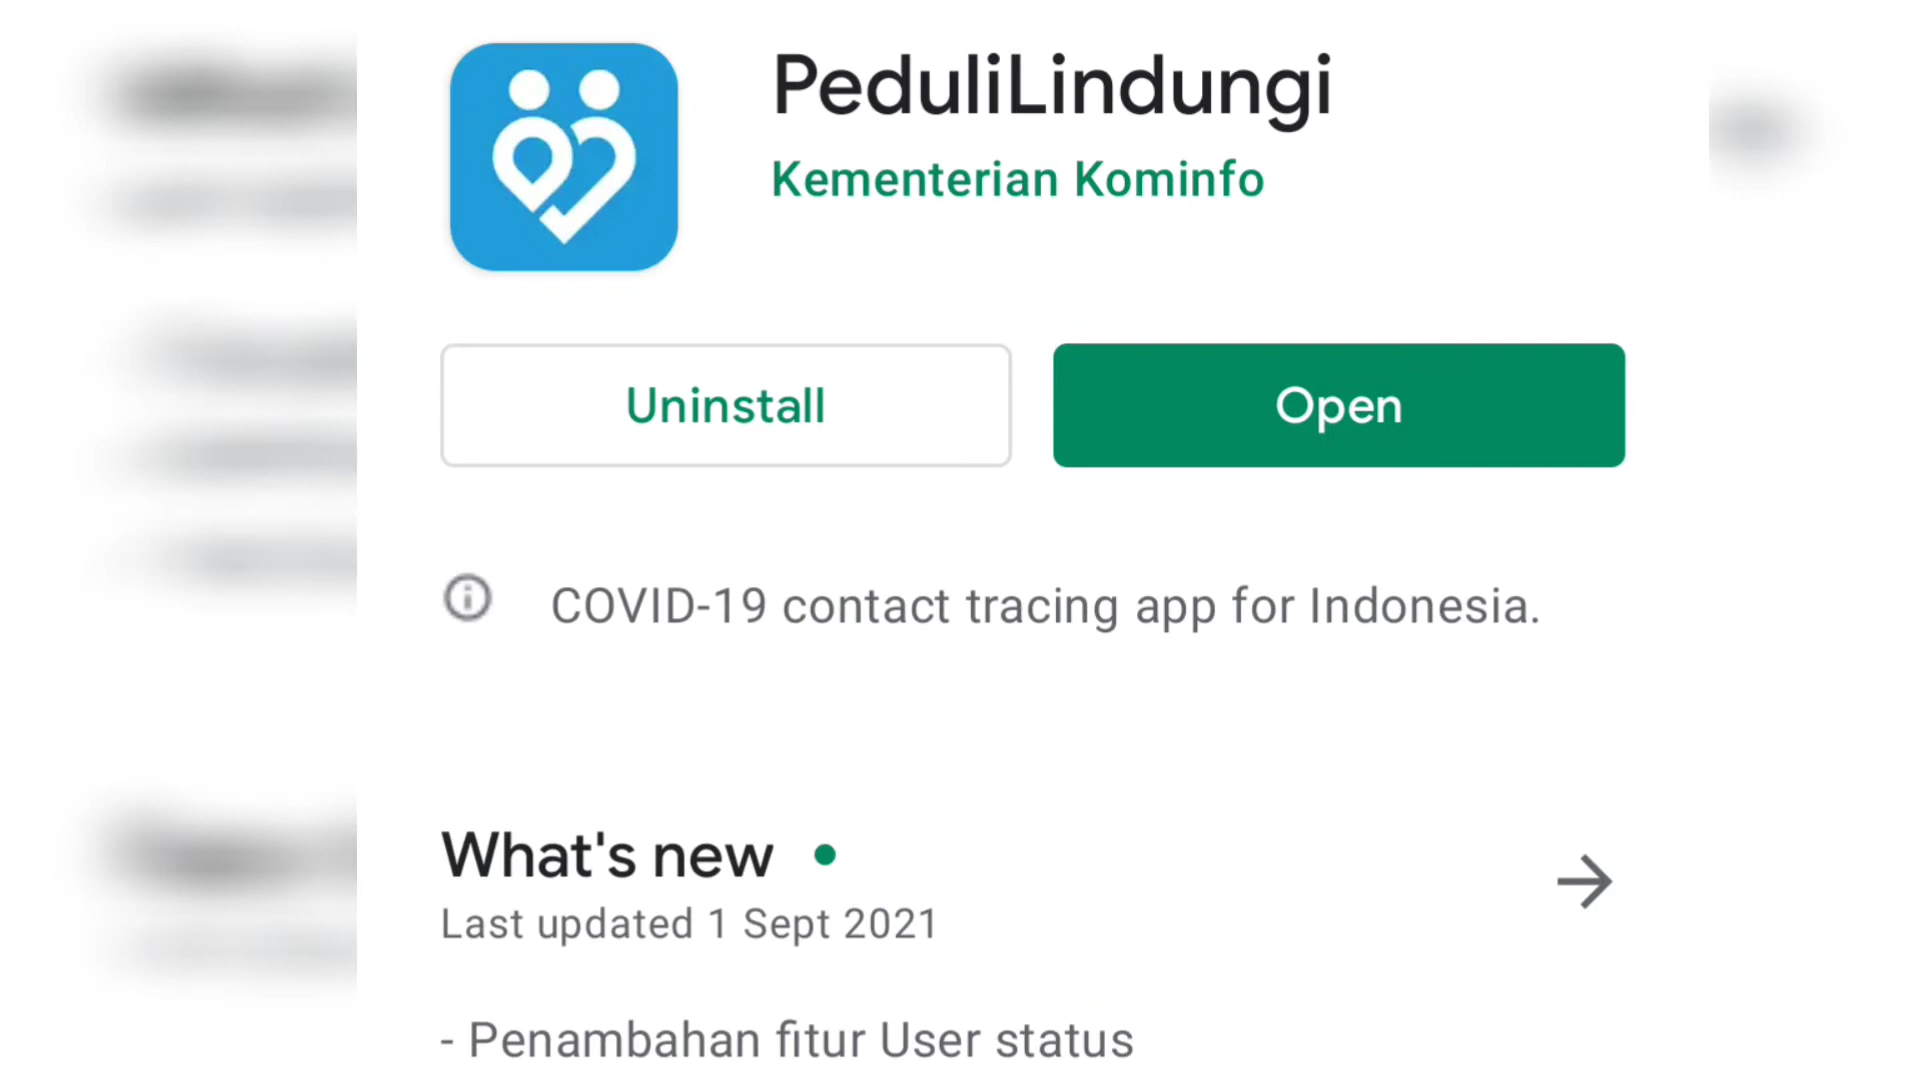 PeduliLindungi
Kementerian Kominfo
Uninstall
Open
COVID-19 contact tracing app for Indonesia.
What's new
Last updated 1 Sept 2021
- Penambahan fitur User status